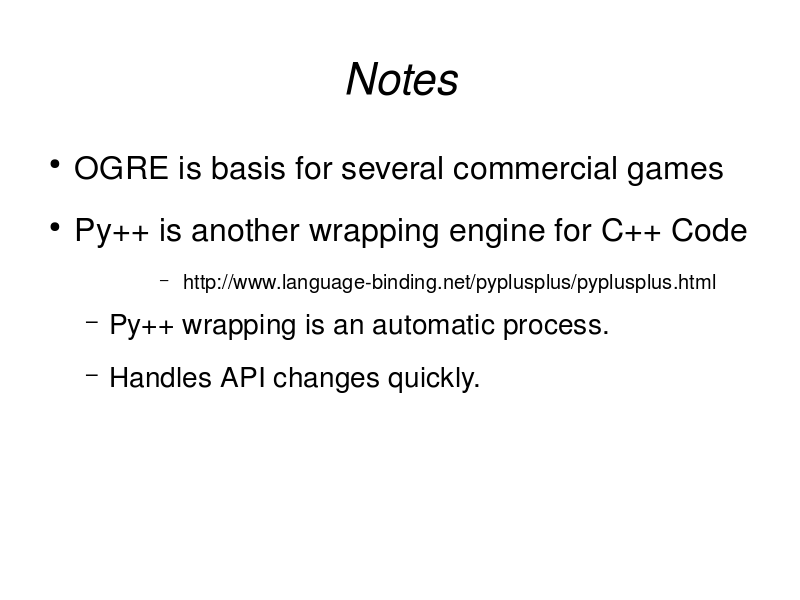 Notes
• OGRE is basis for several commercial games
• Py++ is another wrapping engine for C++ Code
– http://www.language-binding.net/pyplusplus/pyplusplus.html
– Py++ wrapping is an automatic process.
– Handles API changes quickly.